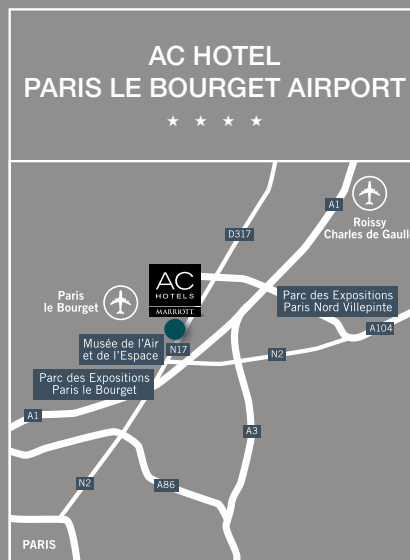 AC HOTEL
PARIS LE BOURGET AIRPORT
A1
Roissy
Charles de Gaull
D317
AC
HOTELS
MARRIOTT
Paris
le Bourget
Parc des Expositions
Paris Nord Villepinte
A104
Musée de l'Air
et de l'Espace
N17
N2
Parc des Expositions
Paris le Bourget
A1
A3
N2
A86
PARIS